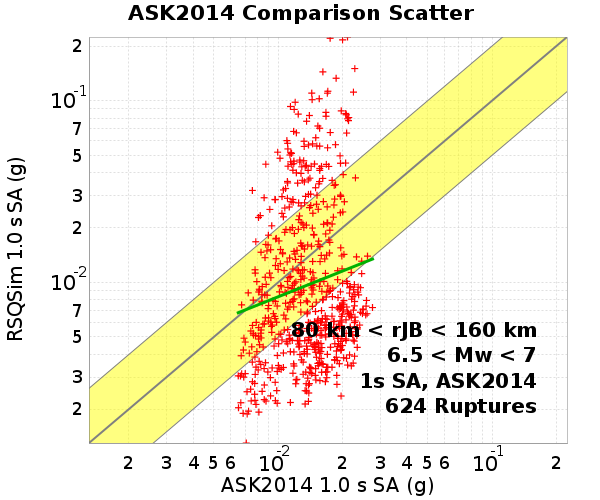 ASK2014 Comparison Scatter
RSQSim 1.0 s SA (g)
2
10-1
7
5
3
2
10-2
7
5
3
2
80 km < rJB < 160 km
6.5 < Mw < 7
1s SA, ASK2014
624 Ruptures
2 3 4 5 6 10-2 2 3 4 5 6 10-1 2
ASK2014 1.0 s SA (g)